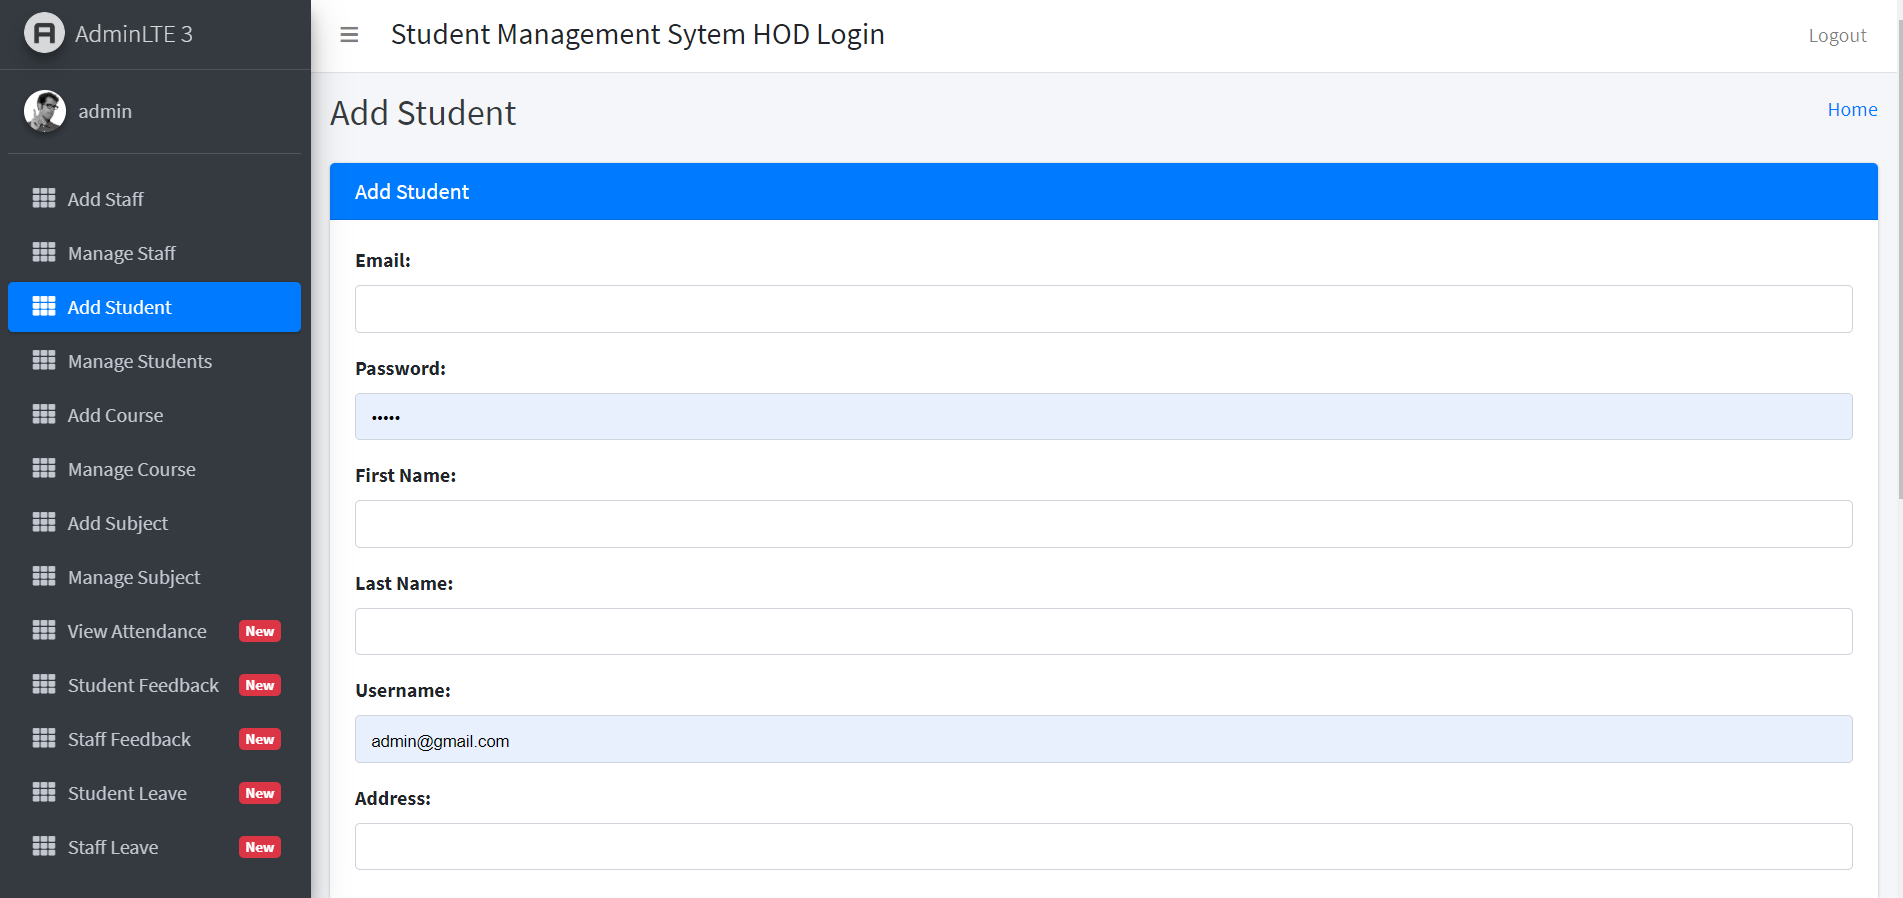 AdminLTE 3
admin
Add Staff
Manage Staff
Add Student
Manage Students
Add Course
Manage Course
Add Subject
Manage Subject
View Attendance New
Student Feedback New
Staff Feedback New
Student Leave New
Staff Leave New
Student Management Sytem HOD Login
Logout
Add Student
Home
Add Student
Email:
Password:
•••••
First Name:
Last Name:
Username:
admin@gmail.com
Address: